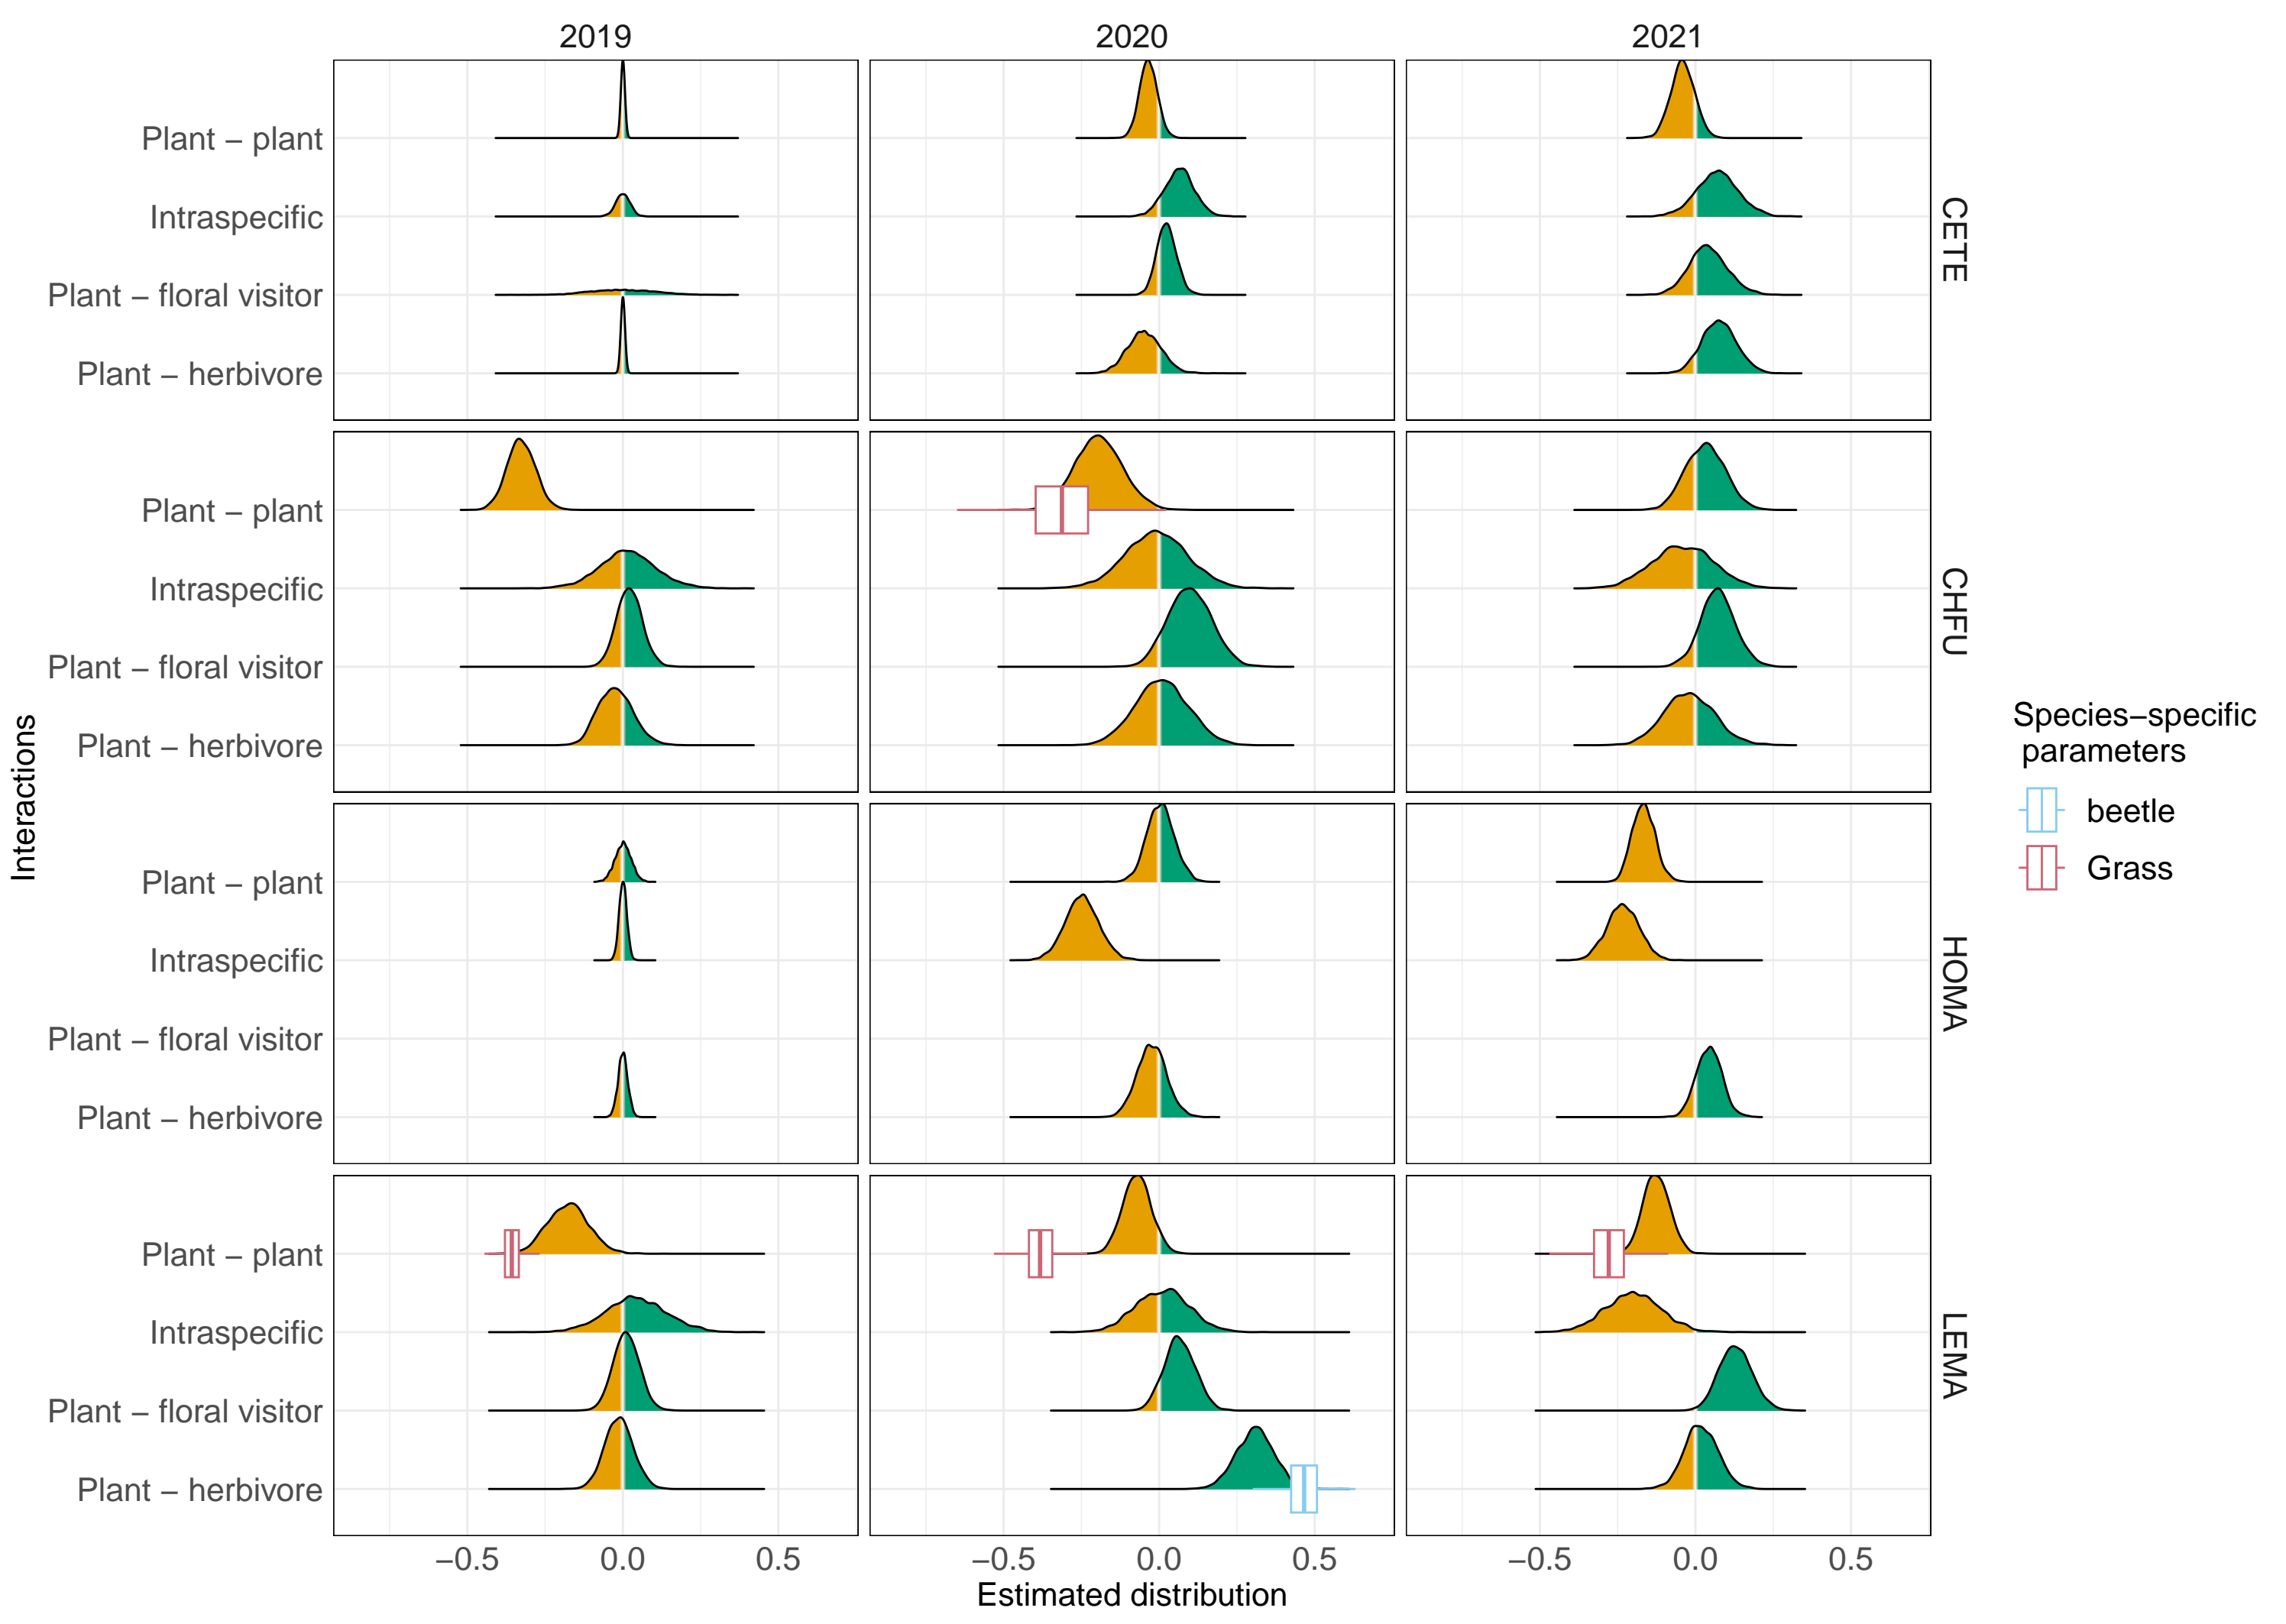 2019 2020 2021
Interactions
Plant − plant
Intraspecific
Plant − floral visitor
Plant − herbivore
CETE
Plant − plant
Intraspecific
Plant − floral visitor
Plant − herbivore
CHFU
Plant − plant
Intraspecific
Plant − floral visitor
Plant − herbivore
HOMA
Plant − plant
Intraspecific
Plant − floral visitor
Plant − herbivore
LEMA
−0.5 0.0 0.5 −0.5 0.0 0.5 −0.5 0.0 0.5
Estimated distribution
Species−specific
parameters
beetle
Grass